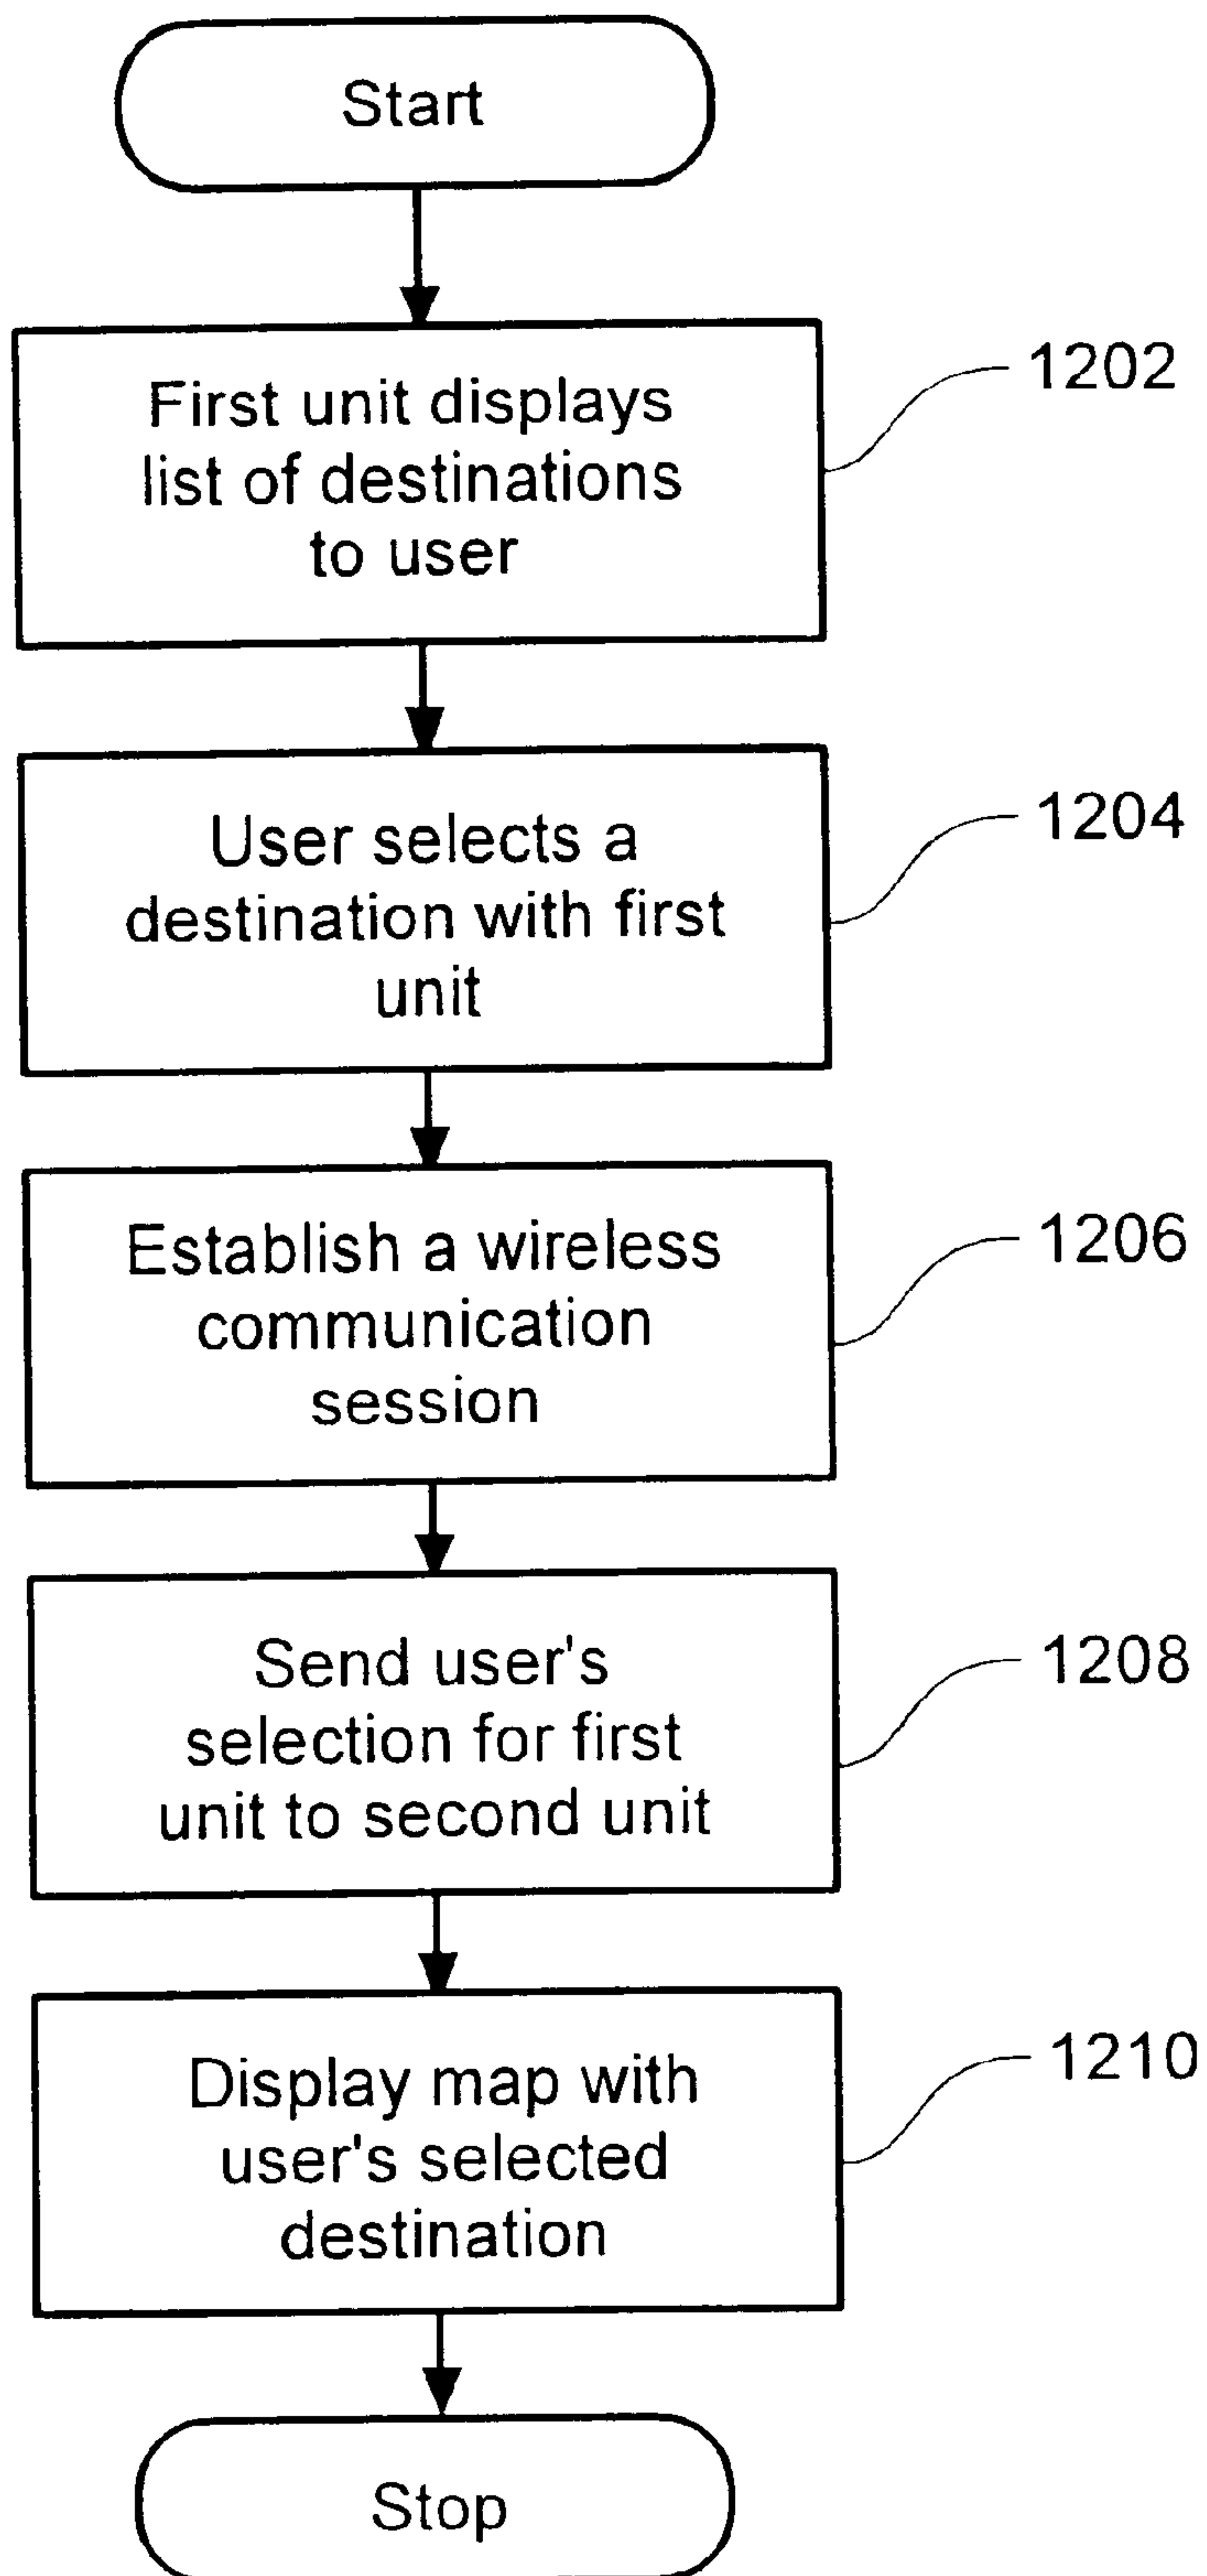 Start
First unit displays
list of destinations
to user
1202
User selects a
destination with first
unit
1204
Establish a wireless
communication
session
1206
Send user's
selection for first
unit to second unit
1208
Display map with
user's selected
destination
1210
Stop